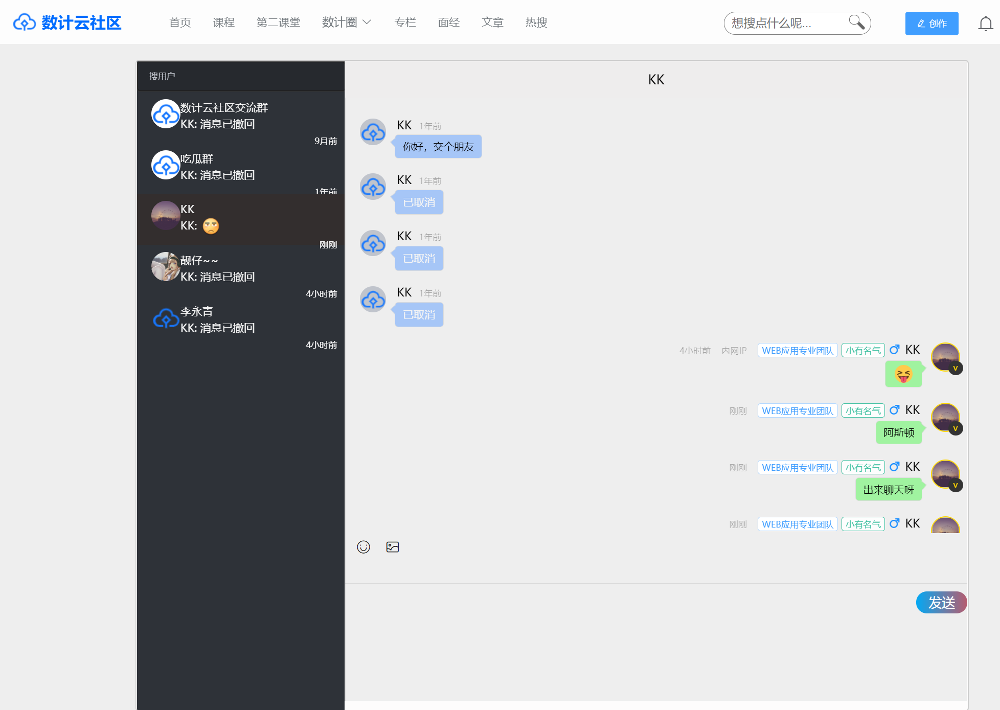 数计云社区
首页 课程 第二课堂 数计圈 专栏 面经 文章 热搜
想搜点什么呢...
创作
搜用户
数计云社区交流群
KK: 消息已撤回
9月前
吃瓜群
KK: 消息已撤回
1年前
KK
KK:
刚刚
靓仔~~
KK: 消息已撤回
4小时前
李永青
KK: 消息已撤回
4小时前
KK
KK 1年前
你好，交个朋友
KK 1年前
已取消
KK 1年前
已取消
KK 1年前
已取消
4小时前 内网IP WEB应用专业团队 小有名气 KK
V
刚刚 WEB应用专业团队 小有名气 KK
V
阿斯顿
刚刚 WEB应用专业团队 小有名气 KK
V
出来聊天呀
刚刚 WEB应用专业团队 小有名气 KK
发送